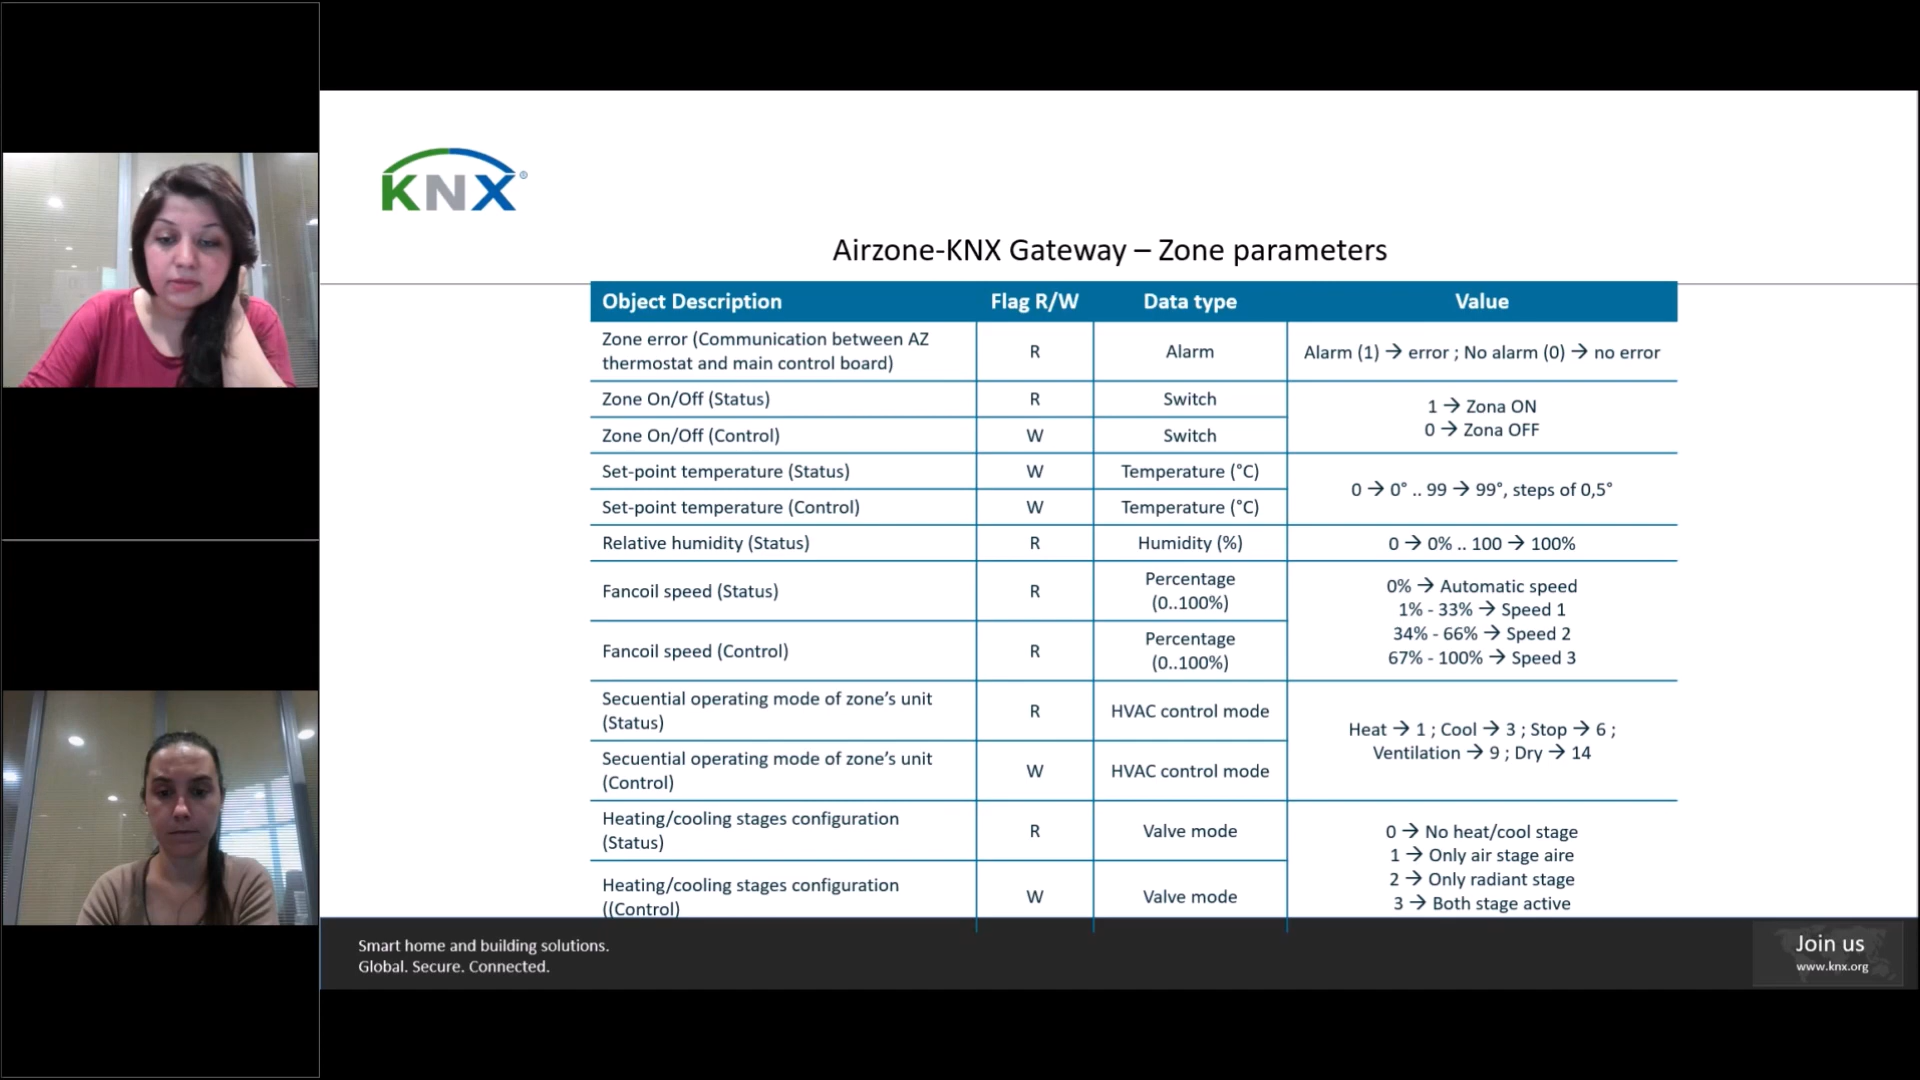 KNX®
Airzone-KNX Gateway – Zone parameters
Object Description Flag R/W Data type Value
Zone error (Communication between AZ
thermostat and main control board) R Alarm Alarm (1) → error ; No alarm (0) → no error
Zone On/Off (Status) R Switch
1 → Zona ON
0 → Zona OFF
Zone On/Off (Control) W Switch
Set-point temperature (Status) W Temperature (°C)
0 → 0° .. 99 → 99°, steps of 0,5°
Set-point temperature (Control) W Temperature (°C)
Relative humidity (Status) R Humidity (%) 0 → 0% .. 100 → 100%
Fancoil speed (Status) R Percentage
(0..100%)
0% → Automatic speed
1% - 33% → Speed 1
34% - 66% → Speed 2
67% - 100% → Speed 3
Fancoil speed (Control) R Percentage
(0..100%)
Secuential operating mode of zone’s unit
(Status) R HVAC control mode
Heat → 1 ; Cool → 3 ; Stop → 6 ;
Ventilation → 9 ; Dry → 14
Secuential operating mode of zone’s unit
(Control) W HVAC control mode
Heating/cooling stages configuration
(Status) R Valve mode
0 → No heat/cool stage
1 → Only air stage aire
2 → Only radiant stage
3 → Both stage active
Heating/cooling stages configuration
((Control) W Valve mode
Smart home and building solutions.
Global. Secure. Connected.
Join us
www.knx.org